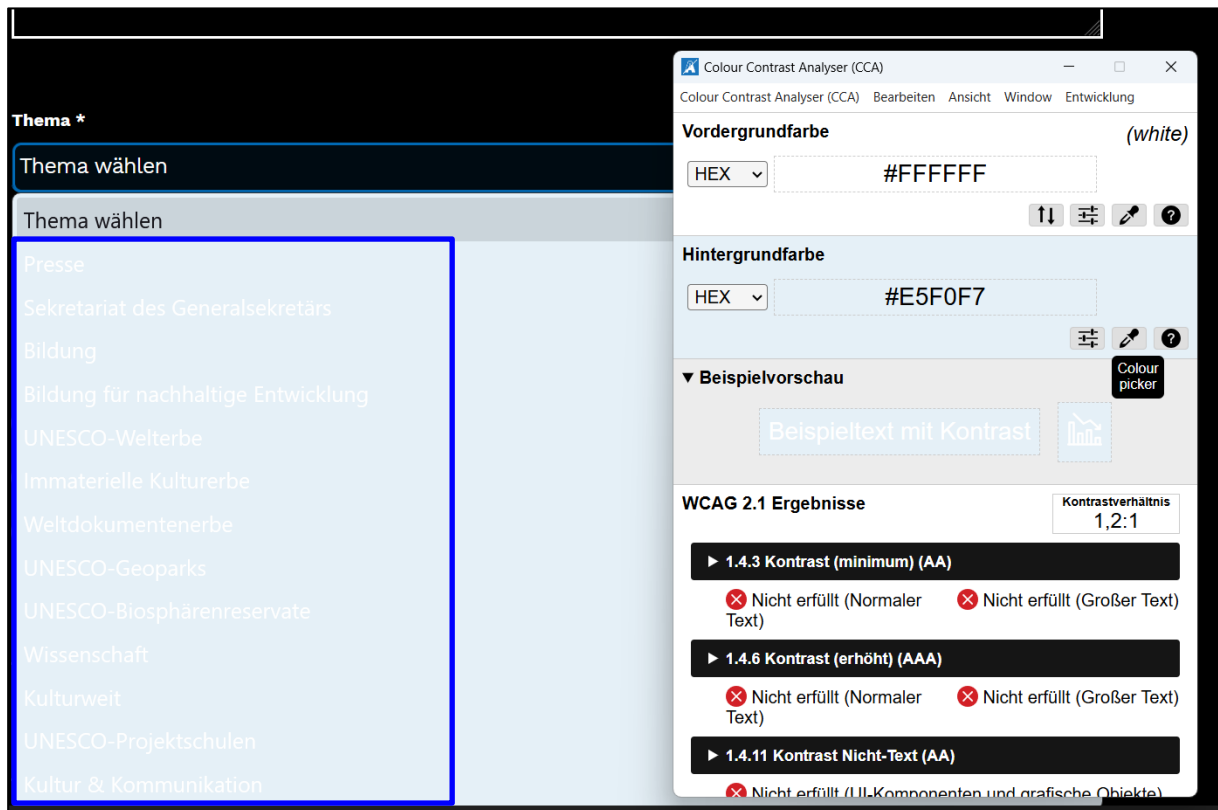 Thema *
Thema wählen
Thema wählen
Presse
Sekretariat des Generalsekretärs
Bildung
Bildung für nachhaltige Entwicklung
UNESCO-Welterbe
Immaterielle Kulturerbe
Weltdokumentenerbe
UNESCO-Geoparks
UNESCO-Biosphärenreservate
Wissenschaft
Kulturweit
UNESCO-Projektschulen
Kultur & Kommunikation
Colour Contrast Analyser (CCA)
Colour Contrast Analyser (CCA) Bearbeiten Ansicht Window Entwicklung
Vordergrundfarbe (white)
HEX #FFFFFF
Hintergrundfarbe
HEX #E5F0F7
Colour
picker
▼ Beispielvorschau
Beispieltext mit Kontrast
WCAG 2.1 Ergebnisse
Kontrastverhältnis
1,2:1
▶ 1.4.3 Kontrast (minimum) (AA)
Nicht erfüllt (Normaler Nicht erfüllt (Großer Text)
Text)
▶ 1.4.6 Kontrast (erhöht) (AAA)
Nicht erfüllt (Normaler Nicht erfüllt (Großer Text)
Text)
▶ 1.4.11 Kontrast Nicht-Text (AA)
Nicht erfüllt (UI-Komponenten und grafische Objekte)